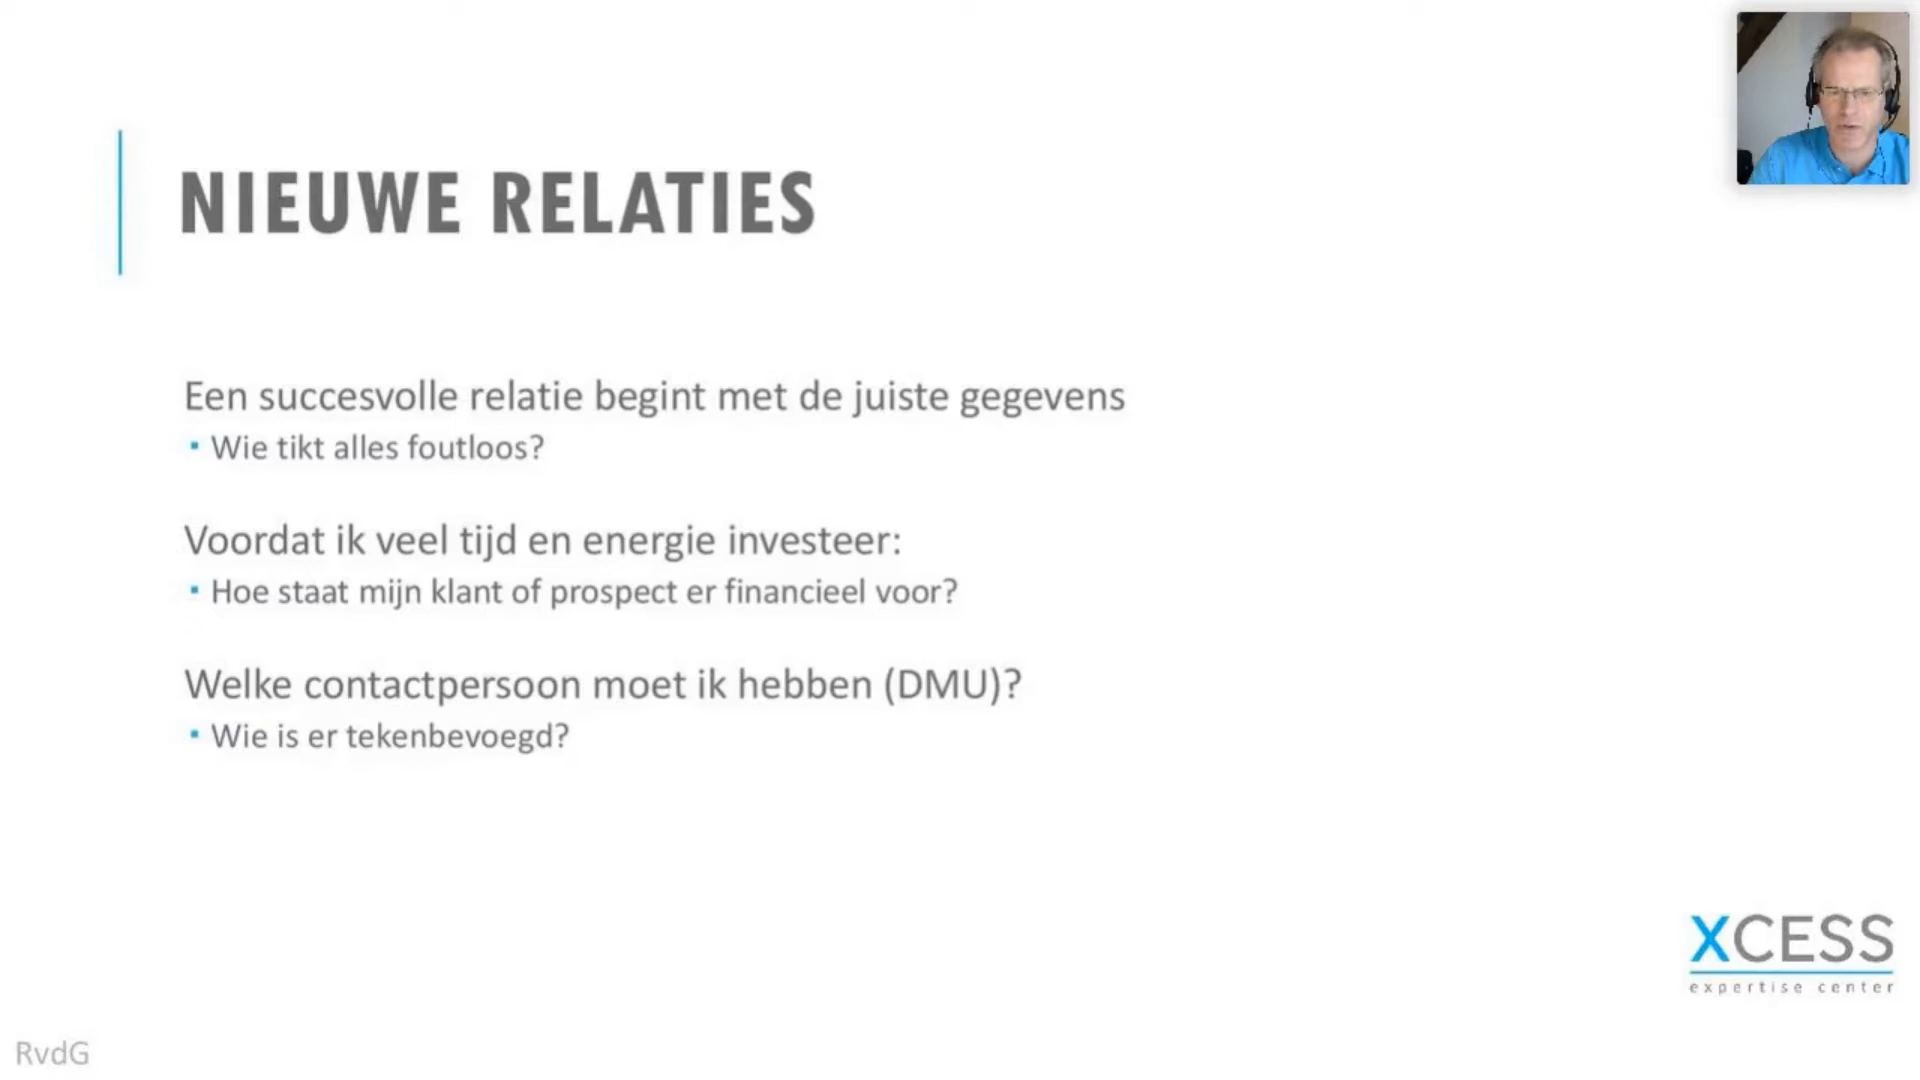 NIEUWE RELATIES
Een succesvolle relatie begint met de juiste gegevens
▪ Wie tikt alles foutloos?
Voordat ik veel tijd en energie investeer:
▪ Hoe staat mijn klant of prospect er financieel voor?
Welke contactpersoon moet ik hebben (DMU)?
▪ Wie is er tekenbevoegd?
XCESS
expertise center
RvdG